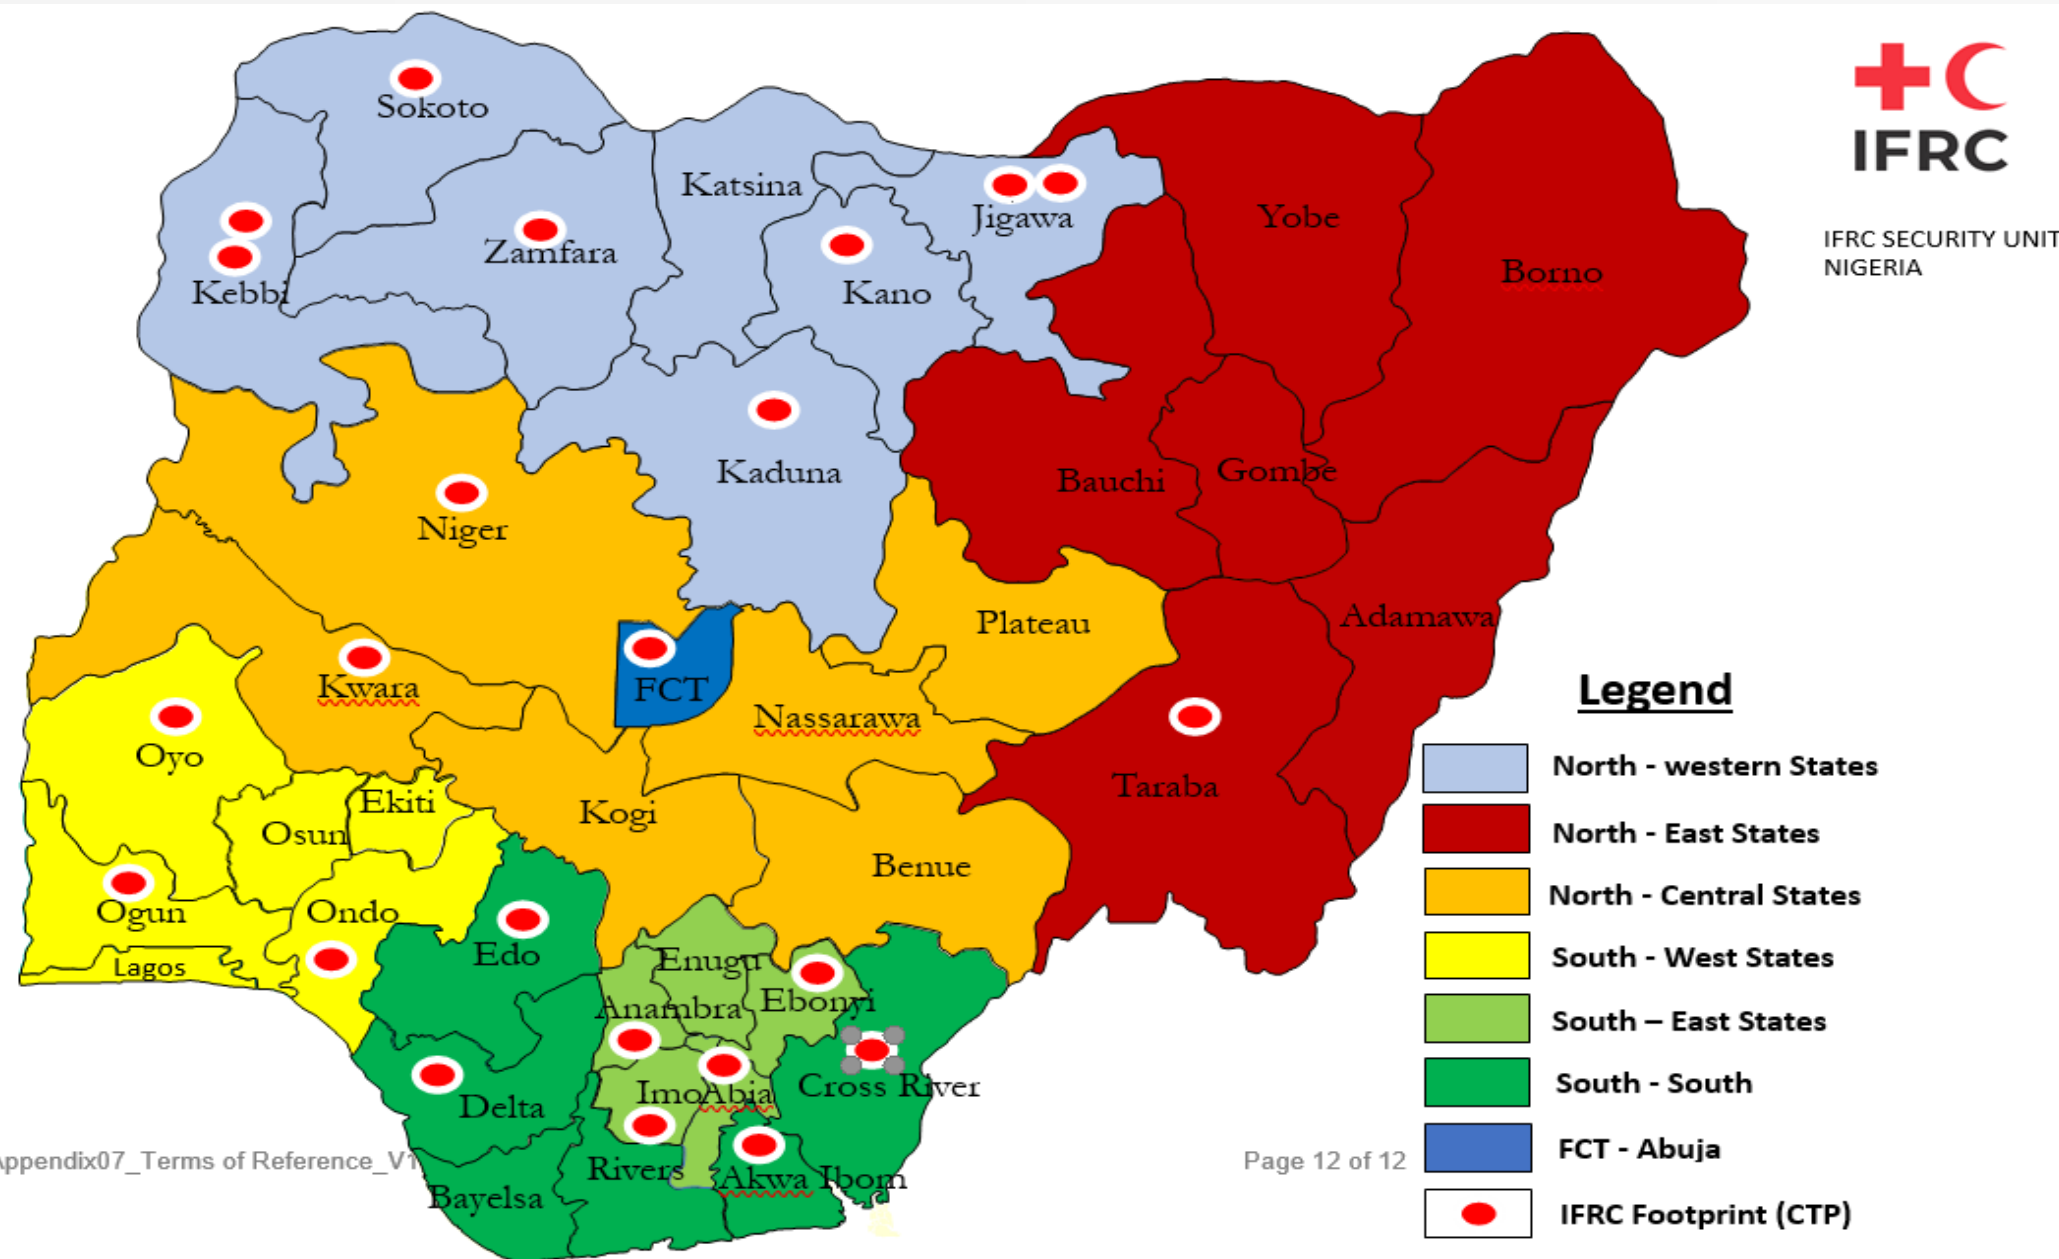 Sokoto
Katsina
Jigawa
Yobe
Borno
Zamfara
Kebbi
Kano
Kaduna
Bauchi
Gombe
Niger
Plateau
Adamawa
Kwara
FCT
Nassarawa
Taraba
Oyo
Ekiti
Osun
Kogi
Benue
Ogun
Ondo
Lagos
Edo
Enugu
Anambra
Ebonyi
Imo
Abia
Cross River
Delta
Rivers
Akwa Ibom
Bayelsa
IFRC
IFRC SECURITY UNIT
NIGERIA
Legend
North - western States
North - East States
North - Central States
South - West States
South – East States
South - South
FCT - Abuja
IFRC Footprint (CTP)
Appendix07_Terms of Reference_V1
Page 12 of 12